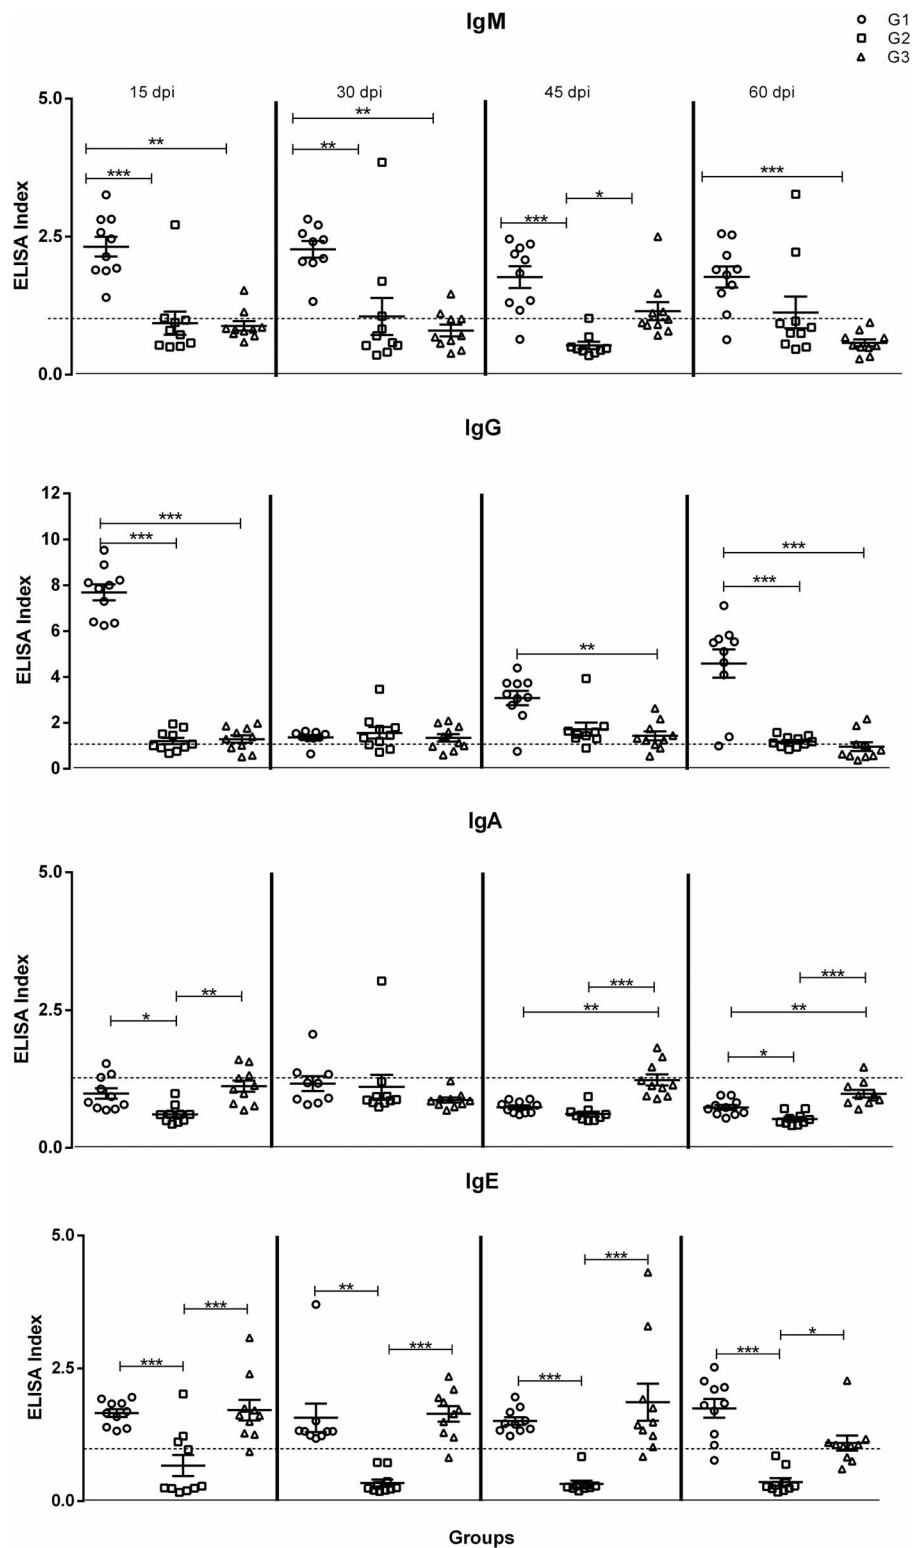 IgM
G1
G2
G3
15 dpi 30 dpi 45 dpi 60 dpi
5.0
2.5
0.0
ELISA Index
** ** *** ** *** * ***
IgG
12
10
8
6
4
2
0
ELISA Index
*** *** ** *** ***
IgA
5.0
2.5
0.0
ELISA Index
* ** *** ** *** ** *
IgE
5.0
2.5
0.0
ELISA Index
*** *** ** *** *** *** *** *
Groups